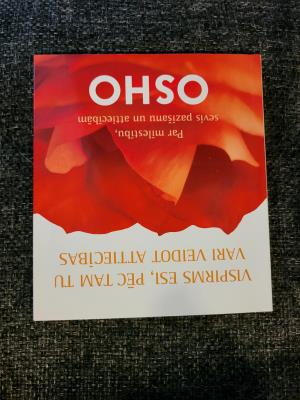 VISPIRMS ESI, PĒC TAM TU
VARI VEIDOT ATTIECĪBAS
Par mīlestību,
sevis pazīšanu un attiecībām
OSHO